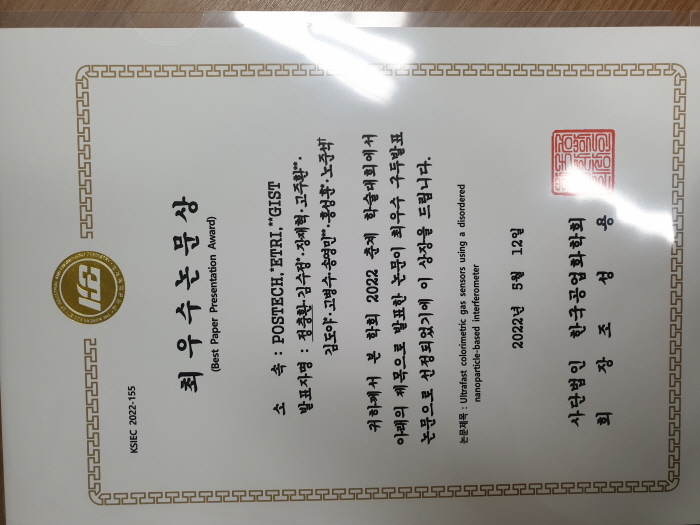 KSIEC 2022-155
최우수논문상
(Best Paper Presentation Award)
소 속 : POSTECH,*ETRI,**GIST
발표자명 : 정충환·김수정*·장재혁·고주환**·
김도아·고병수·송영민**·홍성훈*·노준석†
귀하께서 본 학회 2022 춘계 학술대회에서
아래의 제목으로 발표한 논문이 최우수 구두발표
논문으로 선정되었기에 이 상장을 드립니다.
논문제목 : Ultrafast colorimetric gas sensors using a disordered
nanoparticle-based interferometer
2022년 5월 12일
사단법인 한국공업화학회
회 장 조 성 용